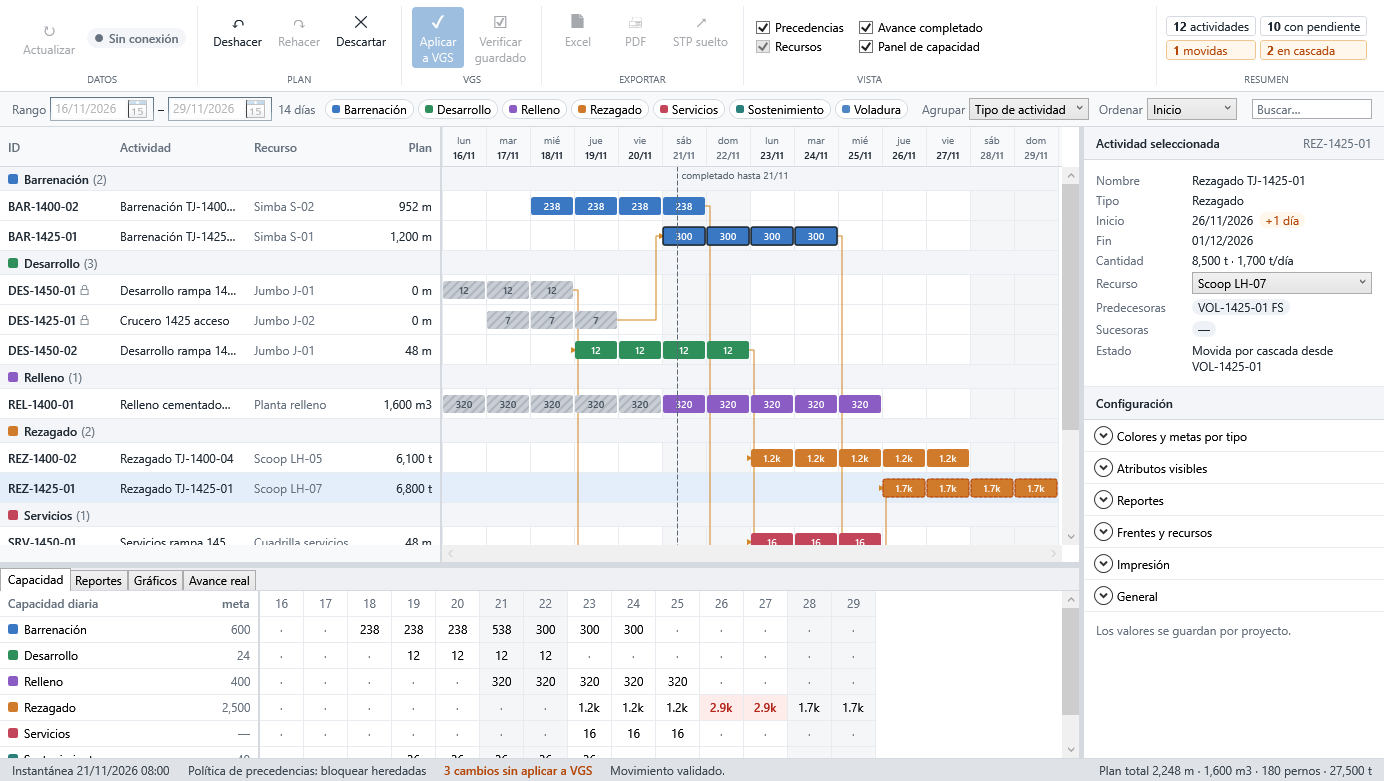 Actualizar
Sin conexión
DATOS
Deshacer
Rehacer
Descartar
PLAN
Aplicar
a VGS
Verificar
guardado
VGS
Excel
PDF
STP suelto
EXPORTAR
Precedencias
Avance completado
Recursos
Panel de capacidad
VISTA
12 actividades
10 con pendiente
1 movidas
2 en cascada
RESUMEN
Rango 16/11/2026 15 – 29/11/2026 15 14 días Barrenación Desarrollo Relleno Rezagado Servicios Sostenimiento Voladura Agrupar Tipo de actividad Ordenar Inicio Buscar...
ID Actividad Recurso Plan
lun mar mié jue vie sáb dom lun mar mié jue vie sáb dom
16/11 17/11 18/11 19/11 20/11 21/11 22/11 23/11 24/11 25/11 26/11 27/11 28/11 29/11
completado hasta 21/11
Barrenación (2)
BAR-1400-02 Barrenación TJ-1400... Simba S-02 952 m 238 238 238 238
BAR-1425-01 Barrenación TJ-1425... Simba S-01 1,200 m 300 300 300 300
Desarrollo (3)
DES-1450-01 Desarrollo rampa 14... Jumbo J-01 0 m 12 12 12
DES-1425-01 Crucero 1425 acceso Jumbo J-02 0 m 7 7 7
DES-1450-02 Desarrollo rampa 14... Jumbo J-01 48 m 12 12 12 12
Relleno (1)
REL-1400-01 Relleno cementado... Planta relleno 1,600 m3 320 320 320 320 320 320 320 320 320 320
Rezagado (2)
REZ-1400-02 Rezagado TJ-1400-04 Scoop LH-05 6,100 t 1.2k 1.2k 1.2k 1.2k 1.2k
REZ-1425-01 Rezagado TJ-1425-01 Scoop LH-07 6,800 t 1.7k 1.7k 1.7k 1.7k
Servicios (1)
SRV-1450-01 Servicios rampa 145 Cuadrilla servicios 48 m 16 16 16
Actividad seleccionada REZ-1425-01
Nombre Rezagado TJ-1425-01
Tipo Rezagado
Inicio 26/11/2026 +1 día
Fin 01/12/2026
Cantidad 8,500 t · 1,700 t/día
Recurso Scoop LH-07
Predecesoras VOL-1425-01 FS
Sucesoras —
Estado Movida por cascada desde
VOL-1425-01
Configuración
Colores y metas por tipo
Atributos visibles
Reportes
Frentes y recursos
Impresión
General
Los valores se guardan por proyecto.
Capacidad Reportes Gráficos Avance real
Capacidad diaria meta 16 17 18 19 20 21 22 23 24 25 26 27 28 29
Barrenación 600 · · 238 238 238 538 300 300 300 · · · · ·
Desarrollo 24 · · · 12 12 12 12 · · · · · · ·
Relleno 400 · · · · · 320 320 320 320 320 · · · ·
Rezagado 2,500 · · · · · · · 1.2k 1.2k 1.2k 2.9k 2.9k 1.7k 1.7k
Servicios — · · · · · · · 16 16 16 · · · ·
Instantánea 21/11/2026 08:00 Política de precedencias: bloquear heredadas 3 cambios sin aplicar a VGS Movimiento validado. Plan total 2,248 m · 1,600 m3 · 180 pernos · 27,500 t